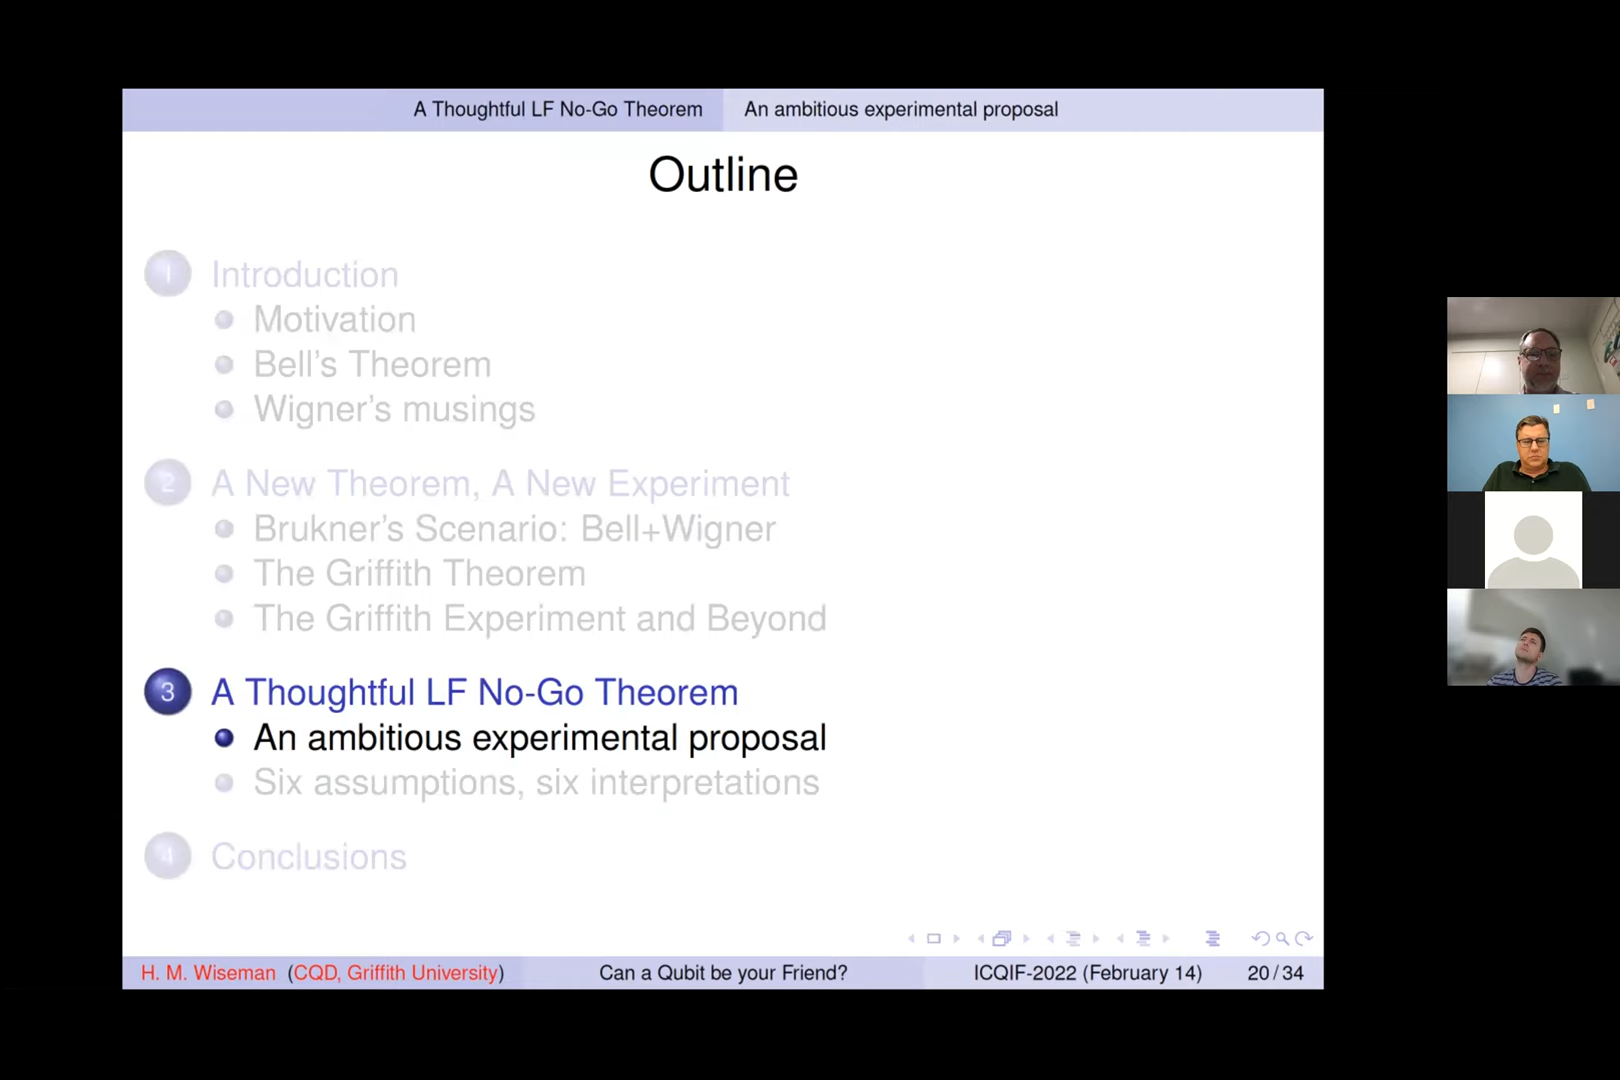 A Thoughtful LF No-Go Theorem An ambitious experimental proposal
Outline
1 Introduction
Motivation
Bell's Theorem
Wigner's musings
2 A New Theorem, A New Experiment
Brukner's Scenario: Bell+Wigner
The Griffith Theorem
The Griffith Experiment and Beyond
3 A Thoughtful LF No-Go Theorem
An ambitious experimental proposal
Six assumptions, six interpretations
4 Conclusions
H. M. Wiseman (CQD, Griffith University) Can a Qubit be your Friend? ICQIF-2022 (February 14) 20 / 34